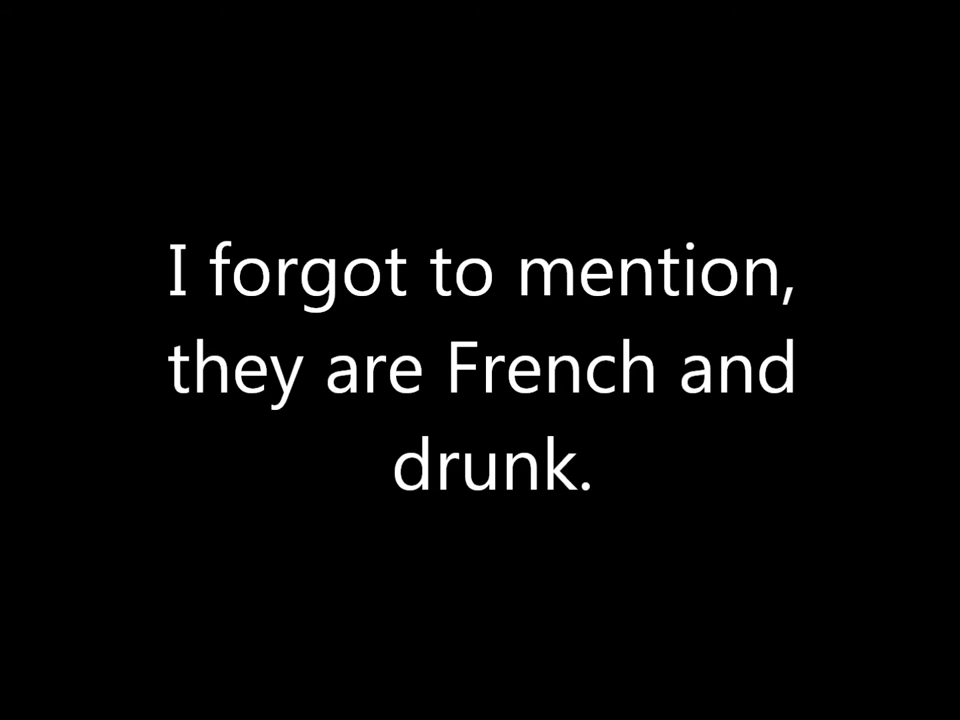 I forgot to mention,
they are French and
drunk.